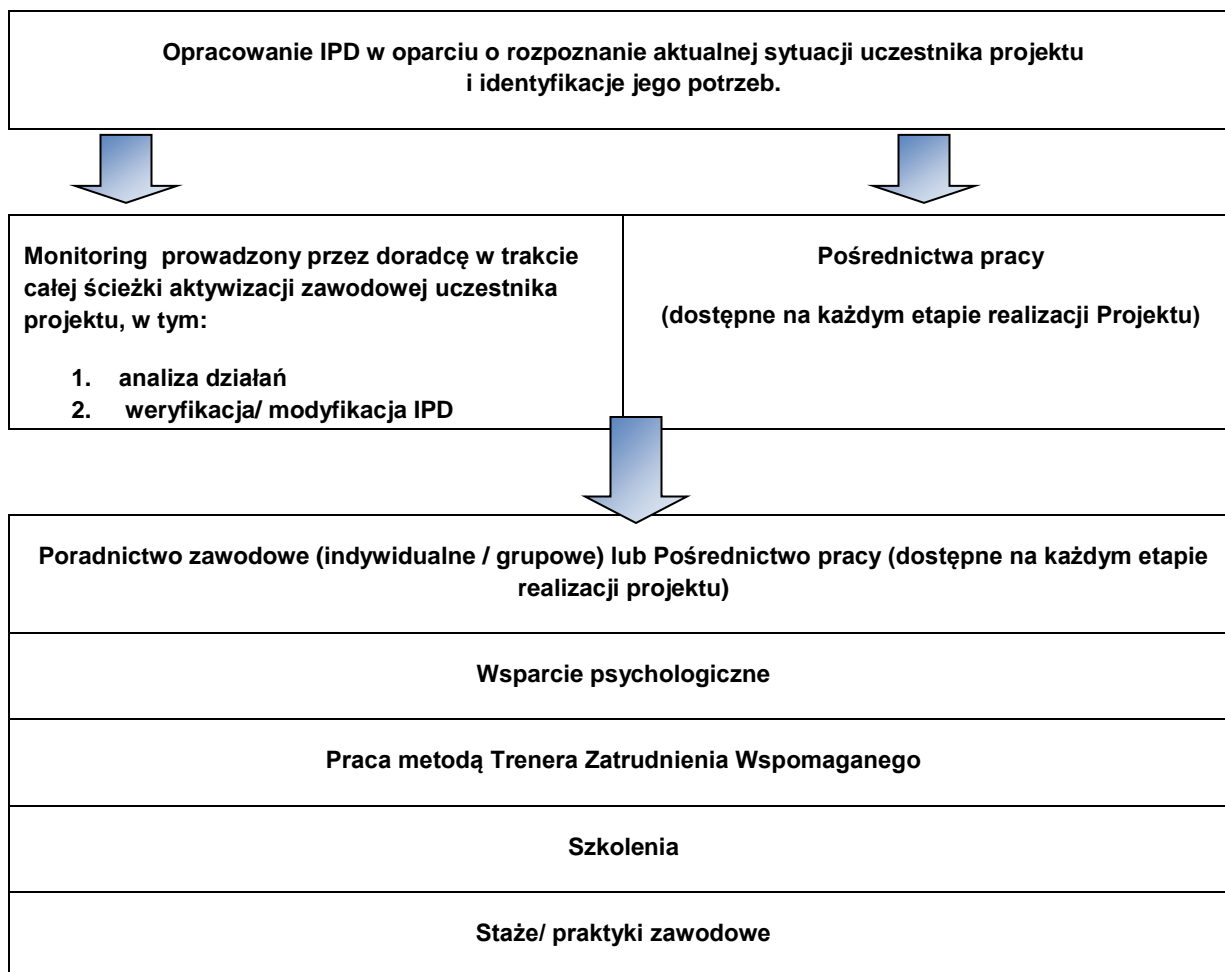 Opracowanie IPD w oparciu o rozpoznanie aktualnej sytuacji uczestnika projektu
i identyfikacje jego potrzeb.
Monitoring prowadzony przez doradcę w trakcie
całej ścieżki aktywizacji zawodowej uczestnika
projektu, w tym:
1. analiza działań
2. weryfikacja/ modyfikacja IPD
Pośrednictwa pracy
(dostępne na każdym etapie realizacji Projektu)
Poradnictwo zawodowe (indywidualne / grupowe) lub Pośrednictwo pracy (dostępne na każdym etapie
realizacji projektu)
Wsparcie psychologiczne
Praca metodą Trenera Zatrudnienia Wspomaganego
Szkolenia
Staże/ praktyki zawodowe